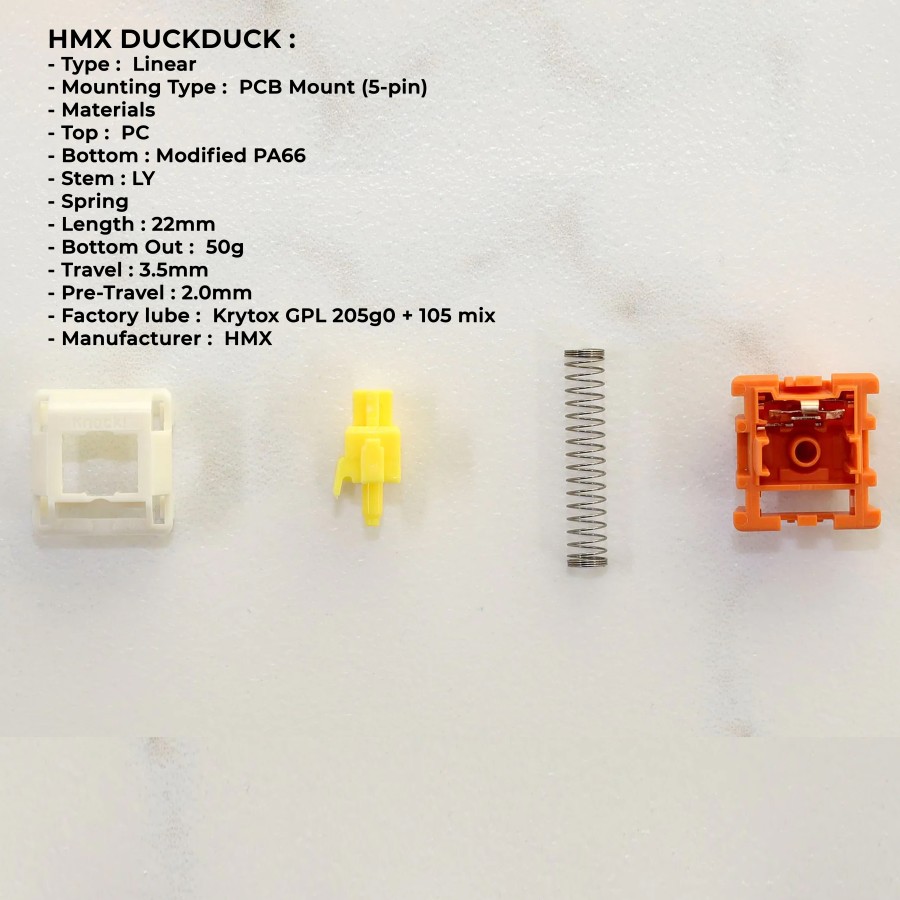 HMX DUCKDUCK :
- Type :  Linear
- Mounting Type :  PCB Mount (5-pin)
- Materials
- Top :  PC
- Bottom : Modified PA66
- Stem : LY
- Spring
- Length : 22mm
- Bottom Out :  50g
- Travel : 3.5mm
- Pre-Travel : 2.0mm
- Factory lube :  Krytox GPL 205g0 + 105 mix
- Manufacturer :  HMX